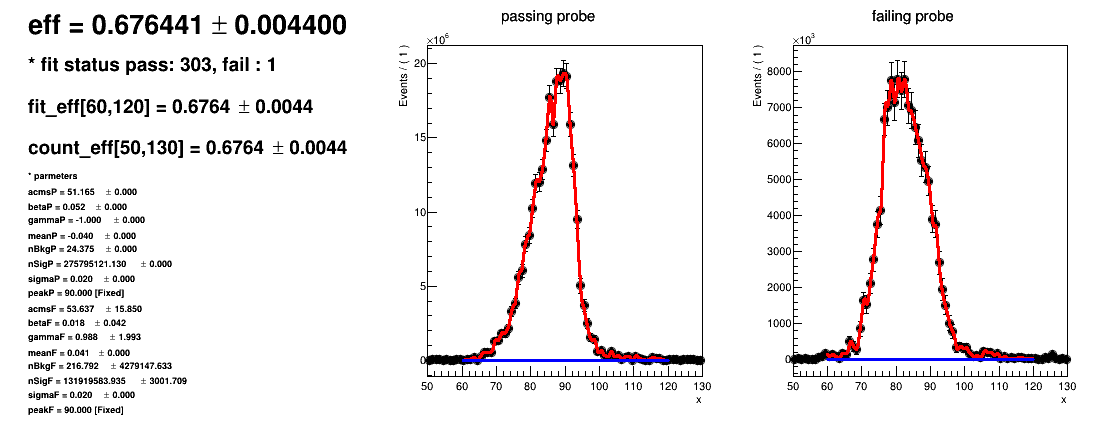 eff = 0.676441 ± 0.004400
* fit status pass: 303, fail : 1
fit_eff[60,120] = 0.6764 ± 0.0044
count_eff[50,130] = 0.6764 ± 0.0044
* parmeters
acmsP = 51.165 ± 0.000
betaP = 0.052 ± 0.000
gammaP = -1.000 ± 0.000
meanP = -0.040 ± 0.000
nBkgP = 24.375 ± 0.000
nSigP = 275795121.130 ± 0.000
sigmaP = 0.020 ± 0.000
peakP = 90.000 [Fixed]
acmsF = 53.637 ± 15.850
betaF = 0.018 ± 0.042
gammaF = 0.988 ± 1.993
meanF = 0.041 ± 0.000
nBkgF = 216.792 ± 4279147.633
nSigF = 131919583.935 ± 3001.709
sigmaF = 0.020 ± 0.000
peakF = 90.000 [Fixed]
passing probe
×10⁶
Events / ( 1 )
20
15
10
5
0
50 60 70 80 90 100 110 120 130
x
failing probe
×10³
Events / ( 1 )
8000
7000
6000
5000
4000
3000
2000
1000
0
50 60 70 80 90 100 110 120 130
x